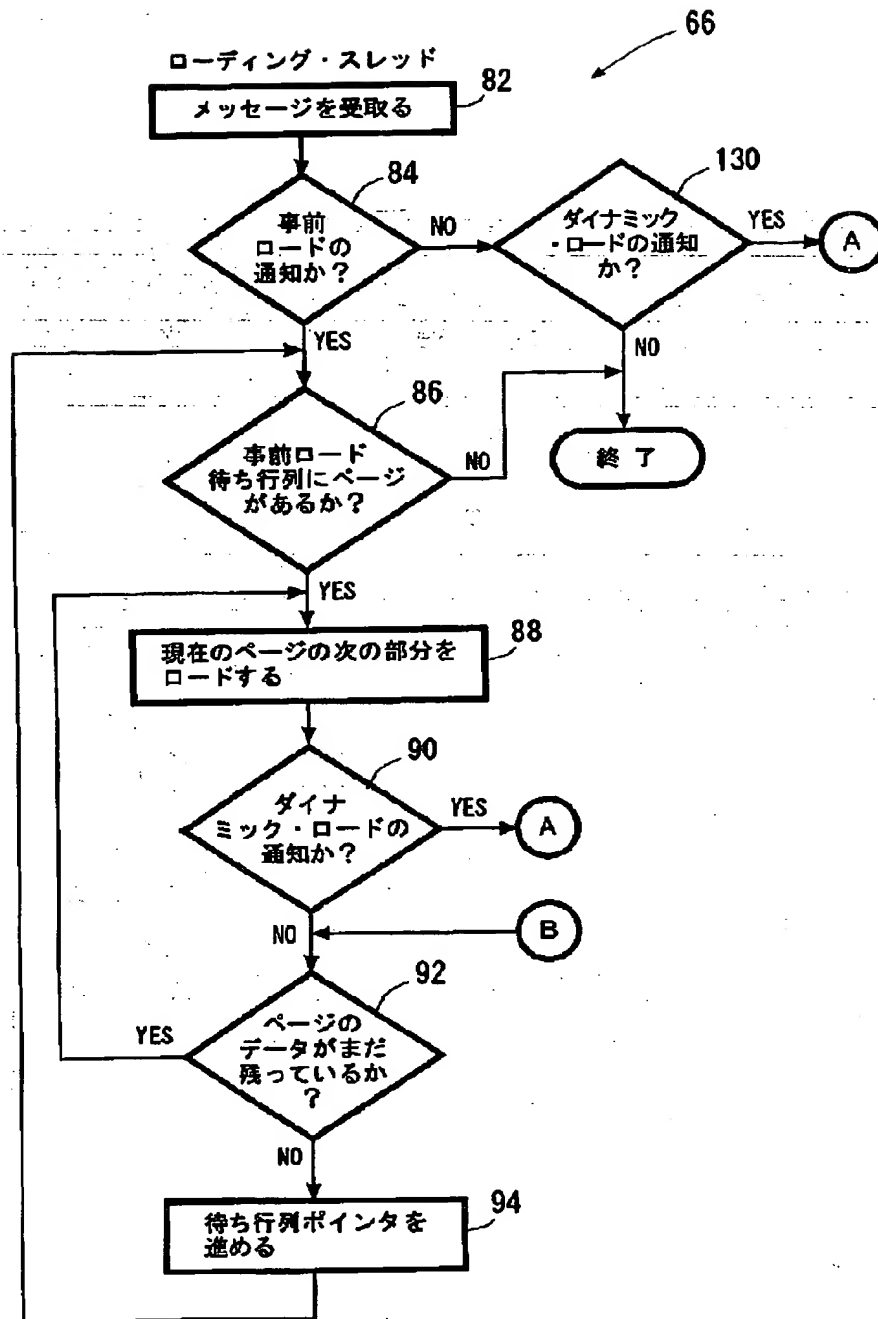 66
ローディング・スレッド
メッセージを受取る
82
84
事前
ロードの
通知か？
NO
130
ダイナミック
・ロードの通知
か？
YES
A
YES
NO
86
事前ロード
待ち行列にページ
があるか？
NO
終了
YES
現在のページの次の部分を
ロードする
88
90
ダイナ
ミック・ロードの
通知か？
YES
A
NO
B
92
YES
ページの
データがまだ
残っているか
？
NO
待ち行列ポインタを
進める
94